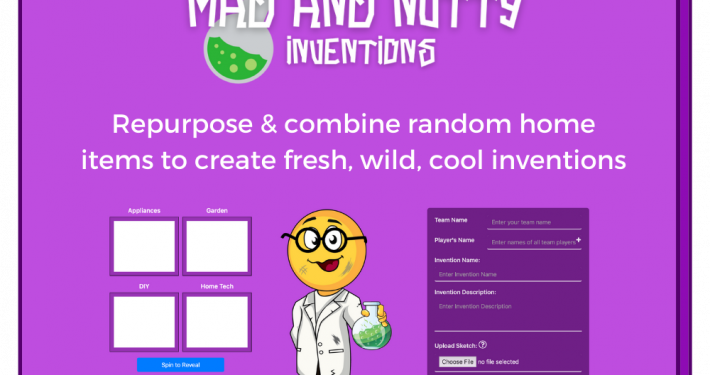 MAD AND NUTTY
INVENTIONS
Repurpose & combine random home
items to create fresh, wild, cool inventions
Appliances
Garden
DIY
Home Tech
Spin to Reveal
Team Name
Enter your team name
Player's Name
Enter names of all team players
+
Invention Name:
Enter Invention Name
Invention Description:
Enter Invention Description
Upload Sketch: ?
Choose File no file selected